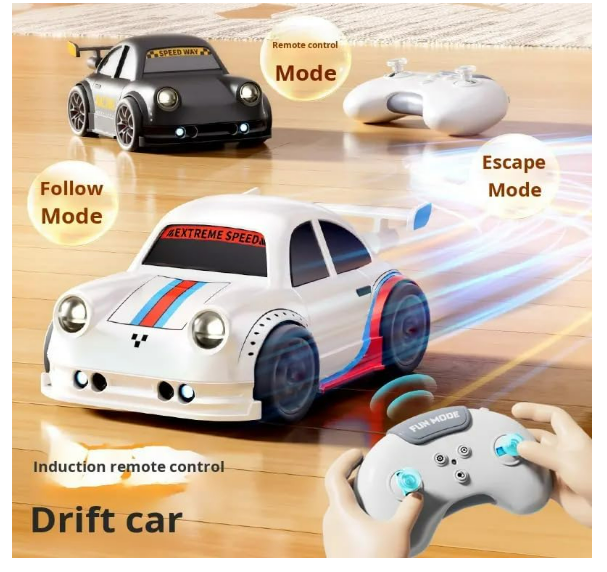 SPEED WAY
Remote control
Mode
Escape
Mode
Follow
Mode
EXTREME SPEED
FUN MODE
Induction remote control
Drift car